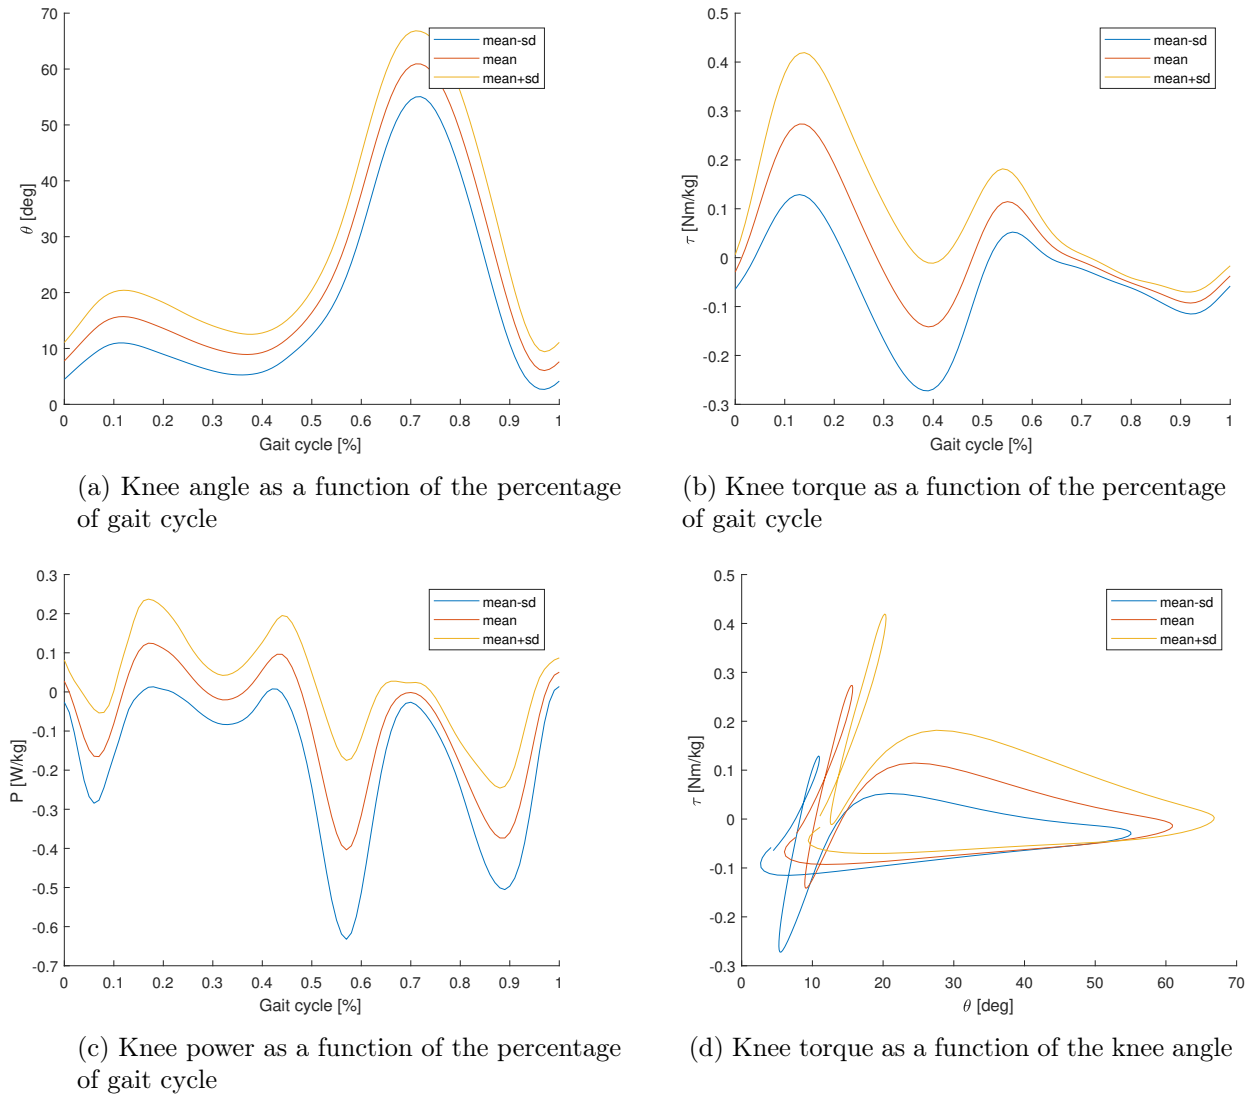 70
60
50
40
30
20
10
0
θ [deg]
mean-sd
mean
mean+sd
0 0.1 0.2 0.3 0.4 0.5 0.6 0.7 0.8 0.9 1
Gait cycle [%]
(a) Knee angle as a function of the percentage
of gait cycle
0.5
0.4
0.3
0.2
0.1
0
-0.1
-0.2
-0.3
τ [Nm/kg]
mean-sd
mean
mean+sd
0 0.1 0.2 0.3 0.4 0.5 0.6 0.7 0.8 0.9 1
Gait cycle [%]
(b) Knee torque as a function of the percentage
of gait cycle
0.3
0.2
0.1
0
-0.1
-0.2
-0.3
-0.4
-0.5
-0.6
-0.7
P [W/kg]
mean-sd
mean
mean+sd
0 0.1 0.2 0.3 0.4 0.5 0.6 0.7 0.8 0.9 1
Gait cycle [%]
(c) Knee power as a function of the percentage
of gait cycle
0.5
0.4
0.3
0.2
0.1
0
-0.1
-0.2
-0.3
τ [Nm/kg]
mean-sd
mean
mean+sd
0 10 20 30 40 50 60 70
θ [deg]
(d) Knee torque as a function of the knee angle